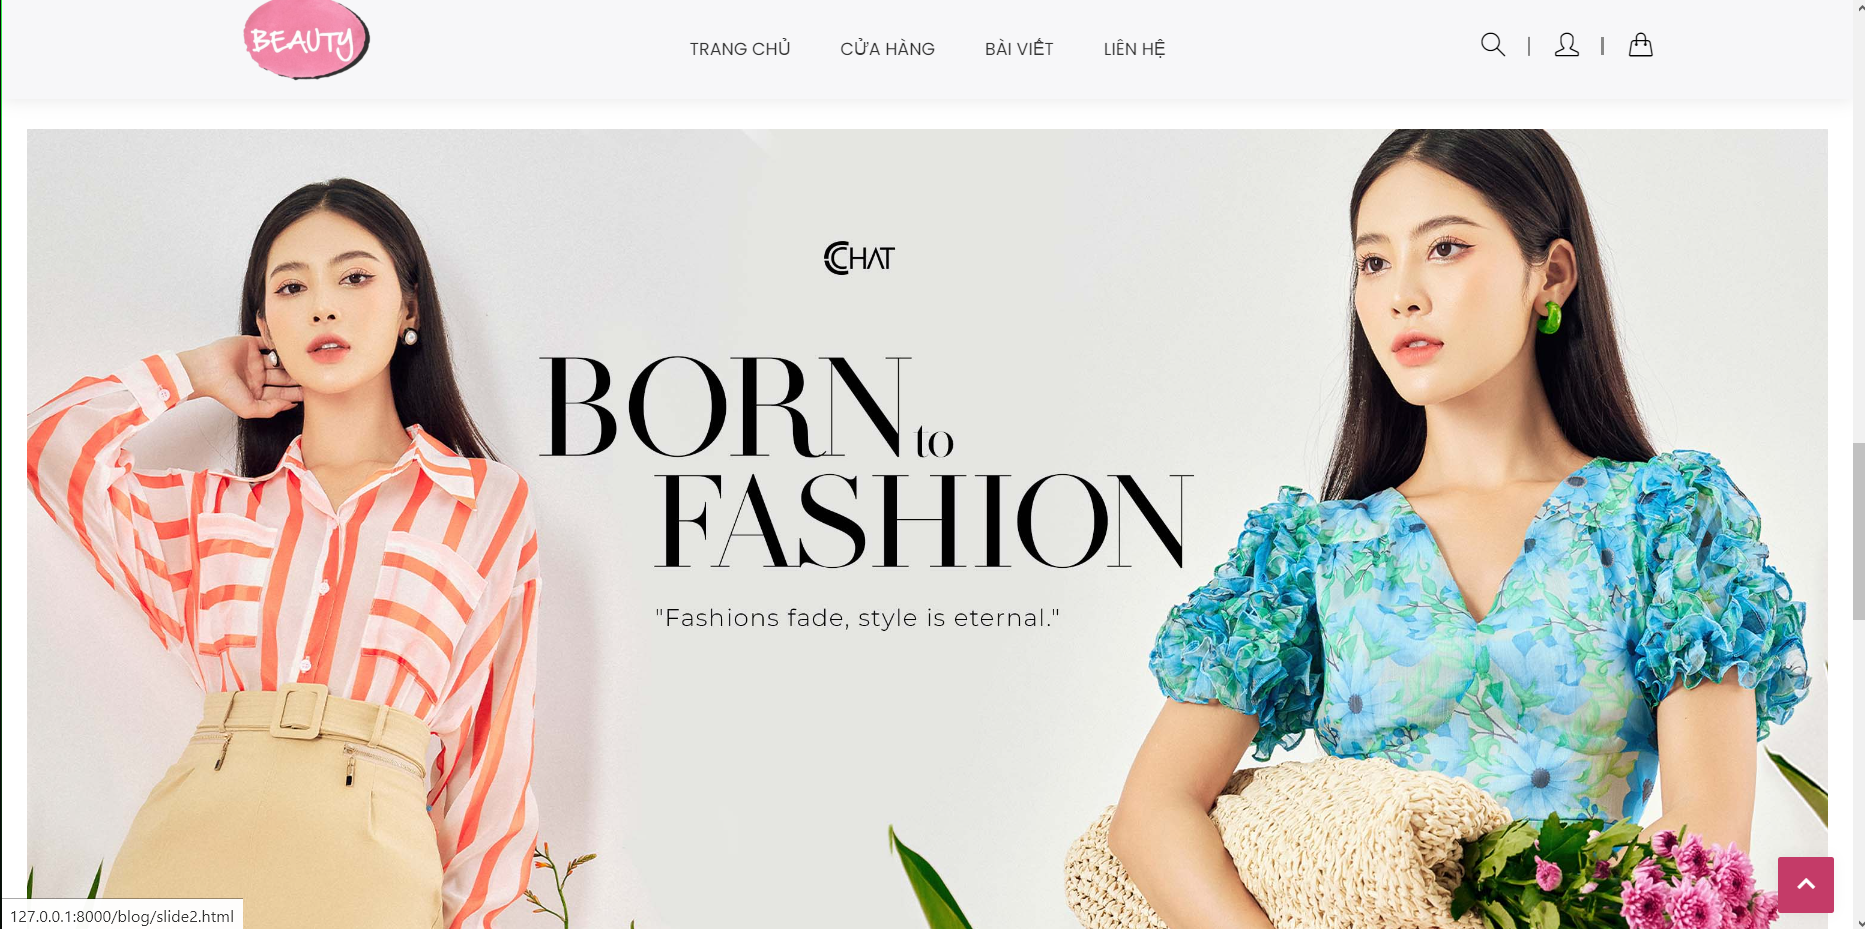 BEAUTY
TRANG CHỦ CỬA HÀNG BÀI VIẾT LIÊN HỆ
CHAT
BORN to
FASHION
"Fashions fade, style is eternal."
127.0.0.1:8000/blog/slide2.html